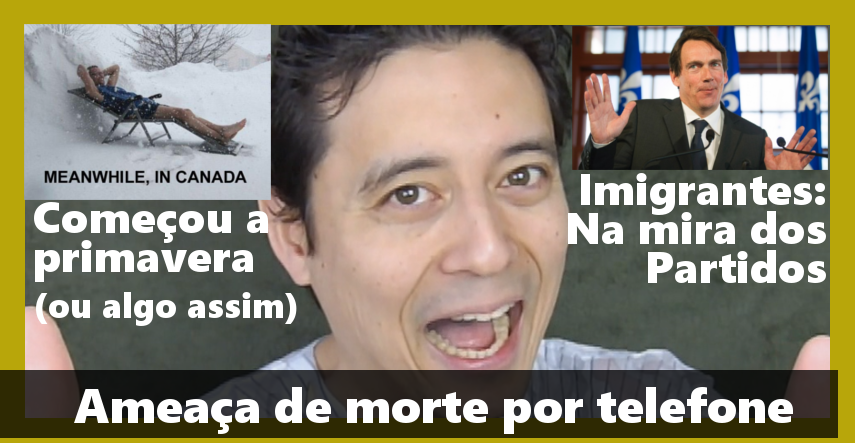 MEANWHILE, IN CANADA
Começou a
primavera
(ou algo assim)
Imigrantes:
Na mira dos
Partidos
Ameaça de morte por telefone